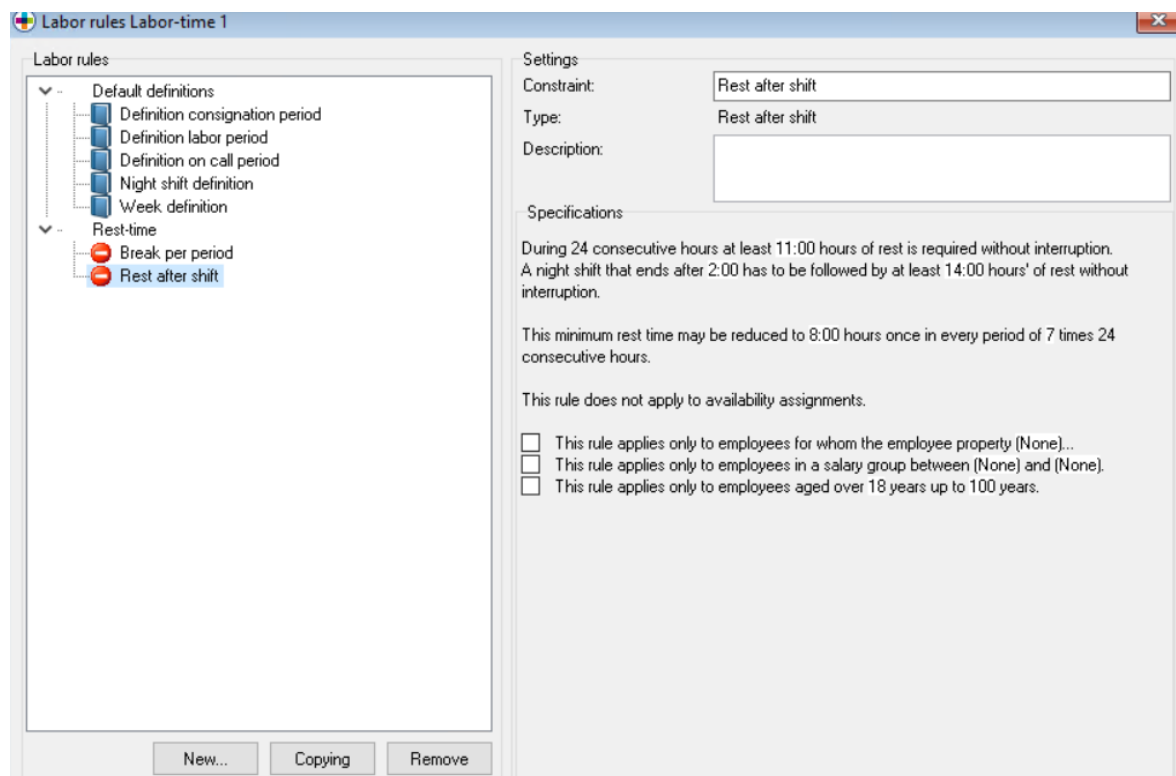 Labor rules Labor-time 1
Labor rules
Default definitions
Definition consignation period
Definition labor period
Definition on call period
Night shift definition
Week definition
Rest-time
Break per period
Rest after shift
New...
Copying
Remove
Settings
Constraint:
Rest after shift
Type:
Rest after shift
Description:
Specifications
During 24 consecutive hours at least 11:00 hours of rest is required without interruption.
A night shift that ends after 2:00 has to be followed by at least 14:00 hours' of rest without
interruption.
This minimum rest time may be reduced to 8:00 hours once in every period of 7 times 24
consecutive hours.
This rule does not apply to availability assignments.
This rule applies only to employees for whom the employee property (None)...
This rule applies only to employees in a salary group between (None) and (None).
This rule applies only to employees aged over 18 years up to 100 years.